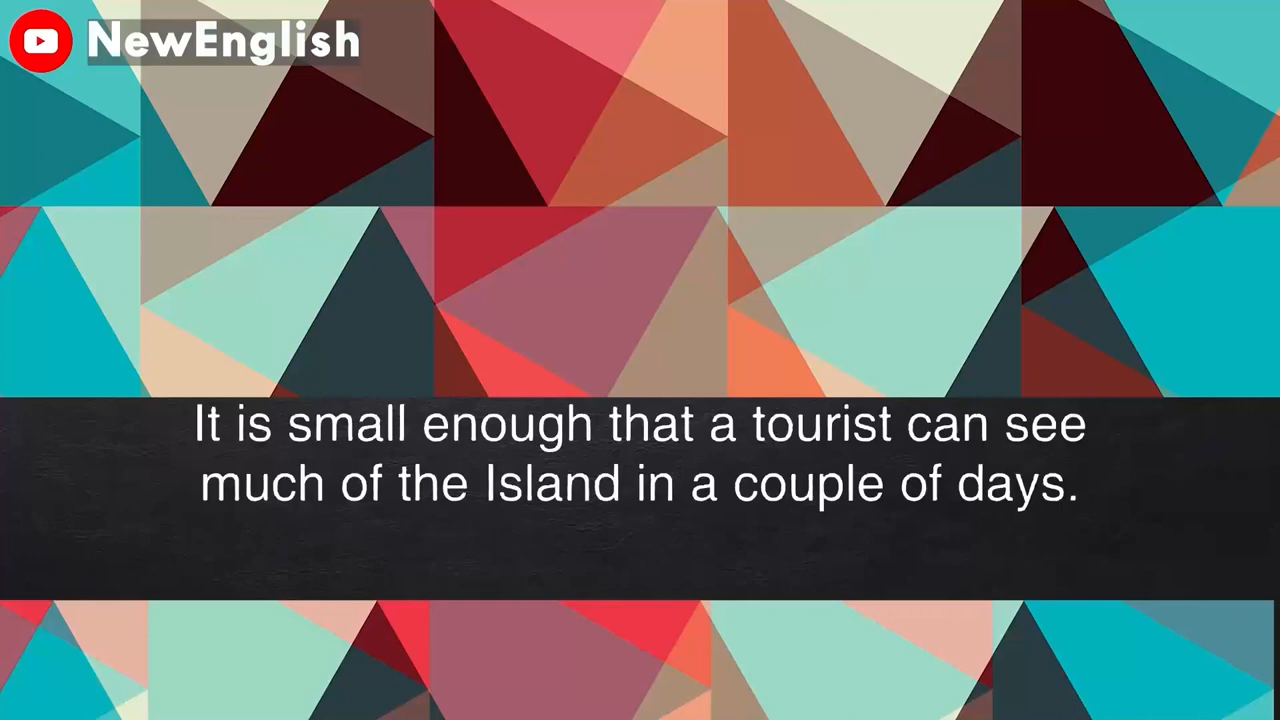 NewEnglish
It is small enough that a tourist can see
much of the Island in a couple of days.